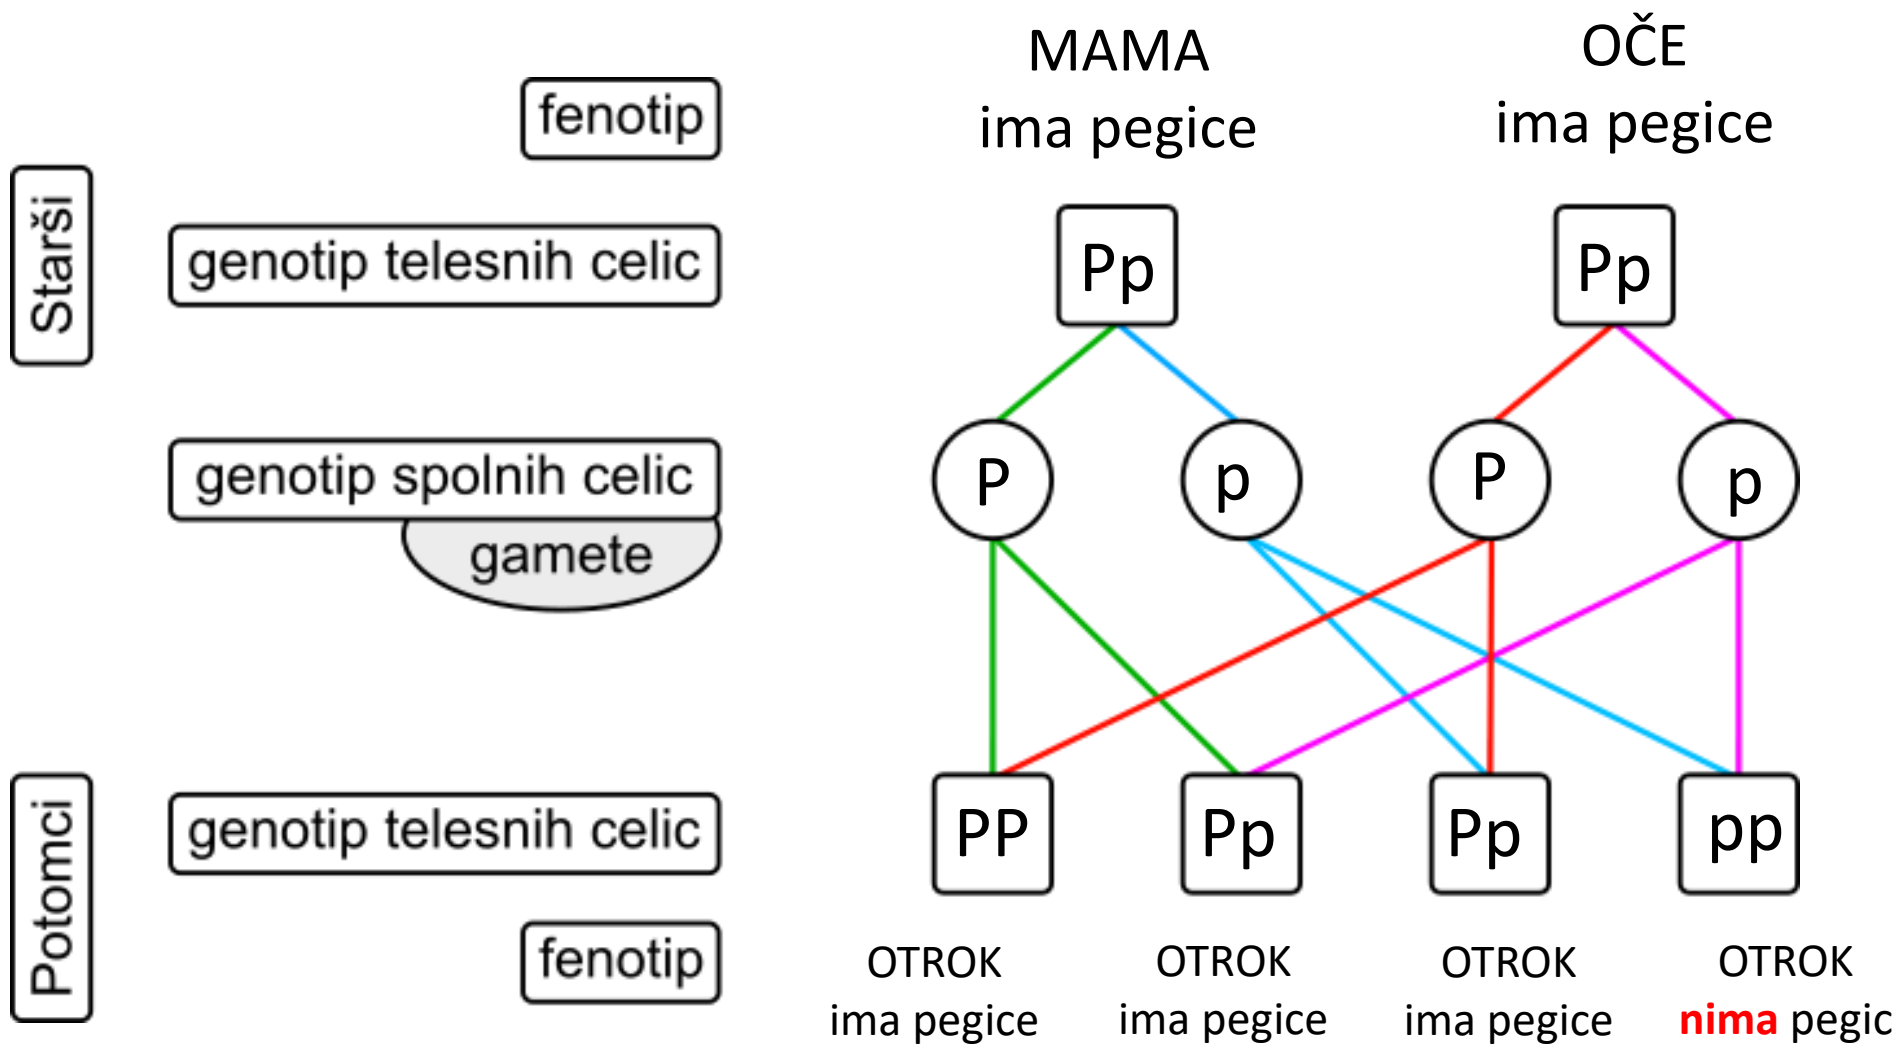 MAMA
OČE
fenotip
ima pegice
ima pegice
Starši
genotip telesnih celic
Pp
Pp
genotip spolnih celic
P
p
P
p
gamete
Potomci
genotip telesnih celic
PP
Pp
Pp
pp
fenotip
OTROK
OTROK
OTROK
OTROK
ima pegice
ima pegice
ima pegice
nima pegic